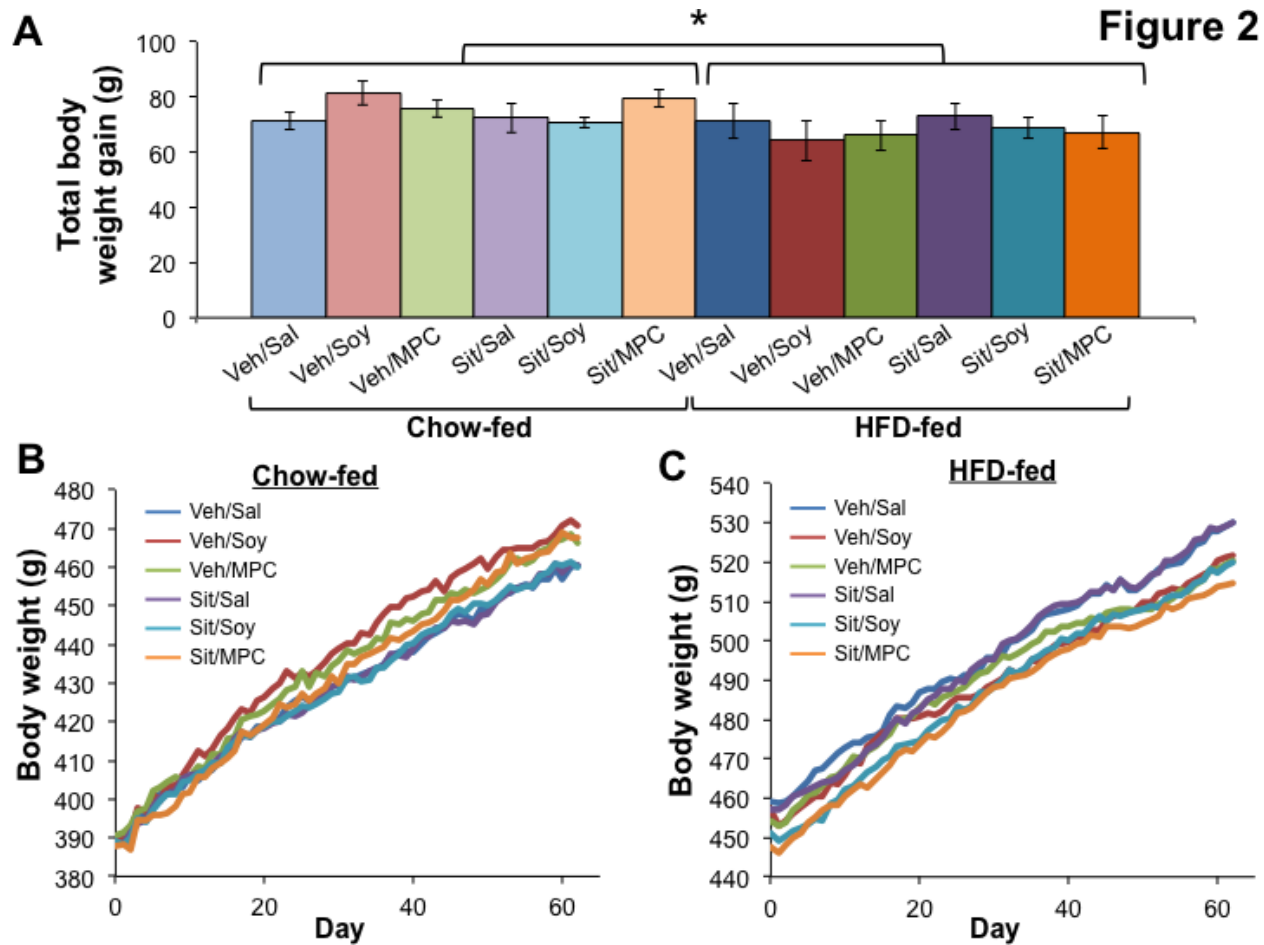 A
*
Figure 2
Total body
weight gain (g)
100
80
60
40
20
0
Veh/Sal
Veh/Soy
Veh/MPC
Sit/Sal
Sit/Soy
Sit/MPC
Veh/Sal
Veh/Soy
Veh/MPC
Sit/Sal
Sit/Soy
Sit/MPC
Chow-fed
HFD-fed
B
Chow-fed
Body weight (g)
480
470
460
450
440
430
420
410
400
390
380
Veh/Sal
Veh/Soy
Veh/MPC
Sit/Sal
Sit/Soy
Sit/MPC
0
20
40
60
Day
C
HFD-fed
Body weight (g)
540
530
520
510
500
490
480
470
460
450
440
Veh/Sal
Veh/Soy
Veh/MPC
Sit/Sal
Sit/Soy
Sit/MPC
0
20
40
60
Day